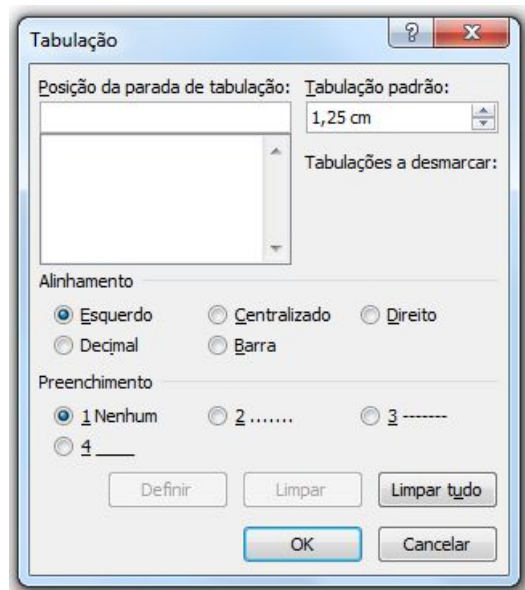 Tabulação
Posição da parada de tabulação: Tabulação padrão:
1,25 cm
Tabulações a desmarcar:
Alinhamento
Esquerdo Centralizado Direito
Decimal Barra
Preenchimento
1 Nenhum 2 ....... 3 -------
4 ____
Definir Limpar Limpar tudo
OK Cancelar